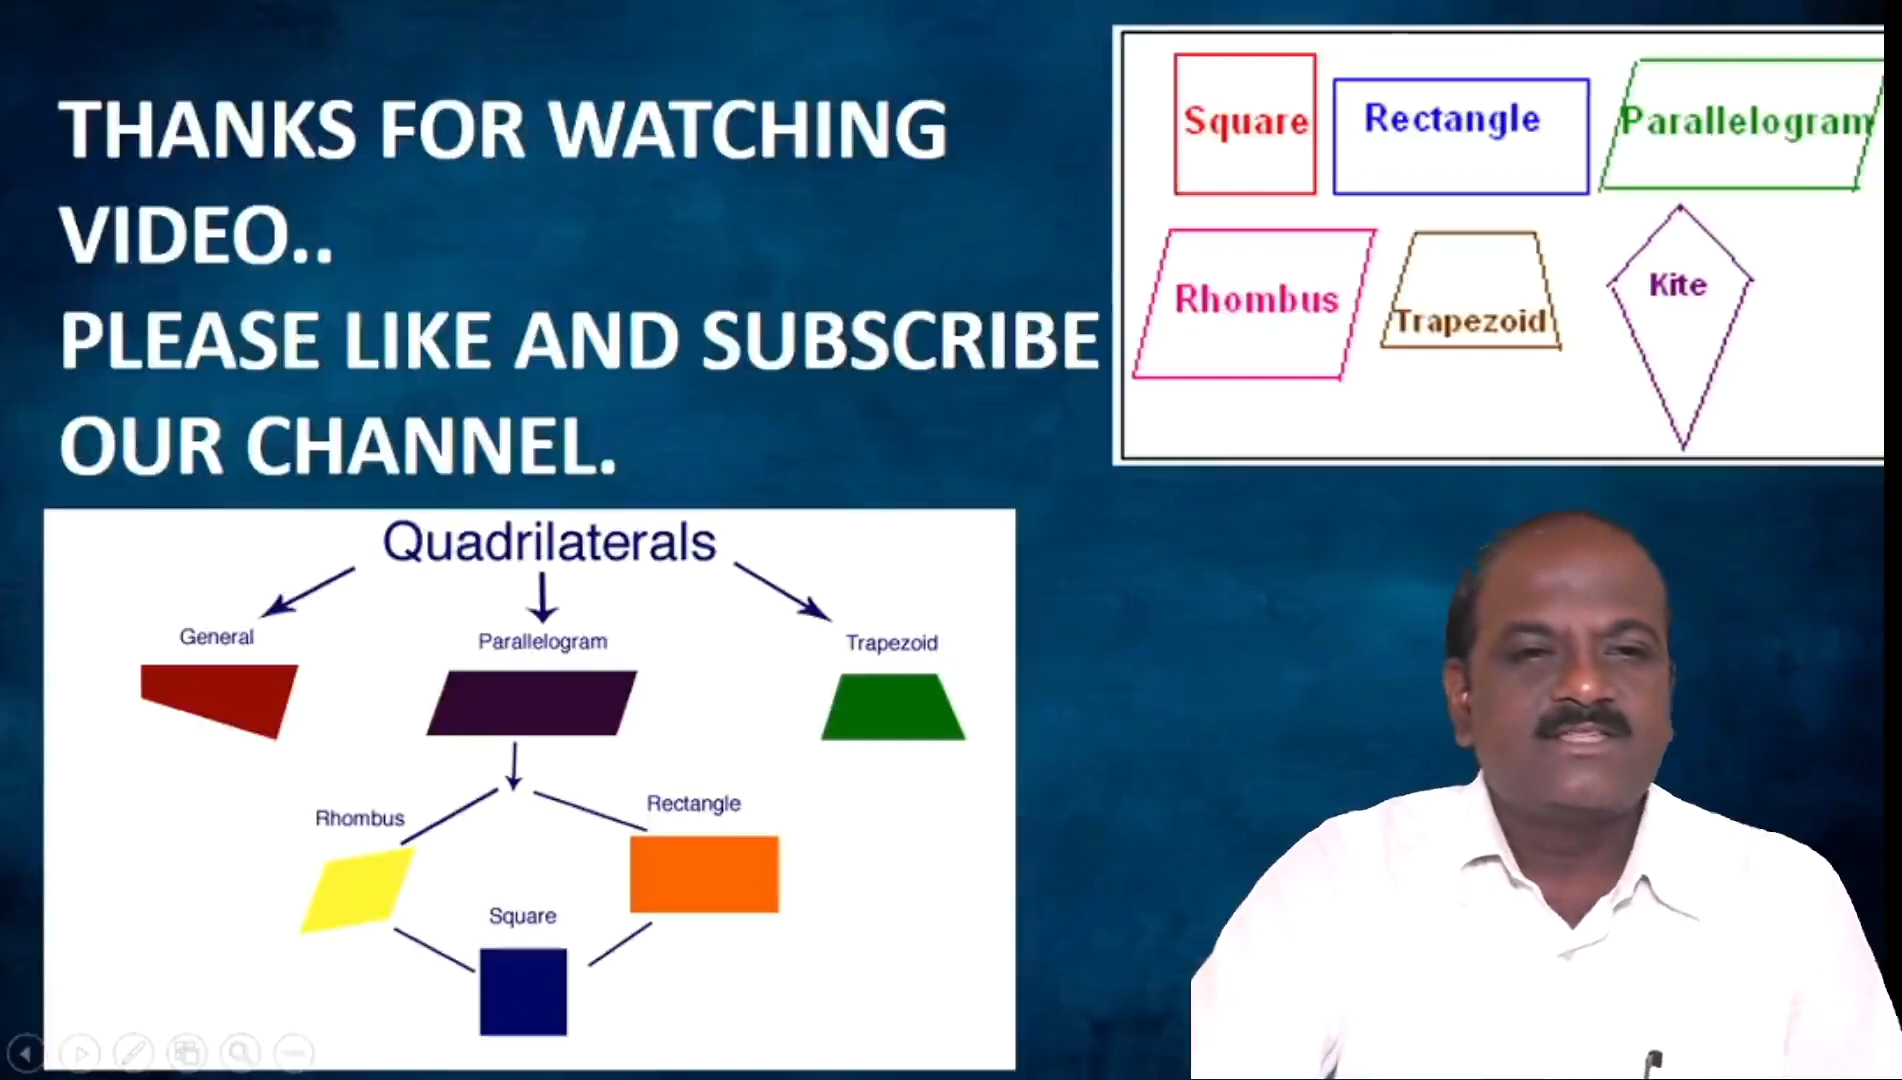 THANKS FOR WATCHING
VIDEO..
PLEASE LIKE AND SUBSCRIBE
OUR CHANNEL.
Square
Rectangle
Parallelogram
Rhombus
Trapezoid
Kite
Quadrilaterals
General
Parallelogram
Trapezoid
Rhombus
Rectangle
Square